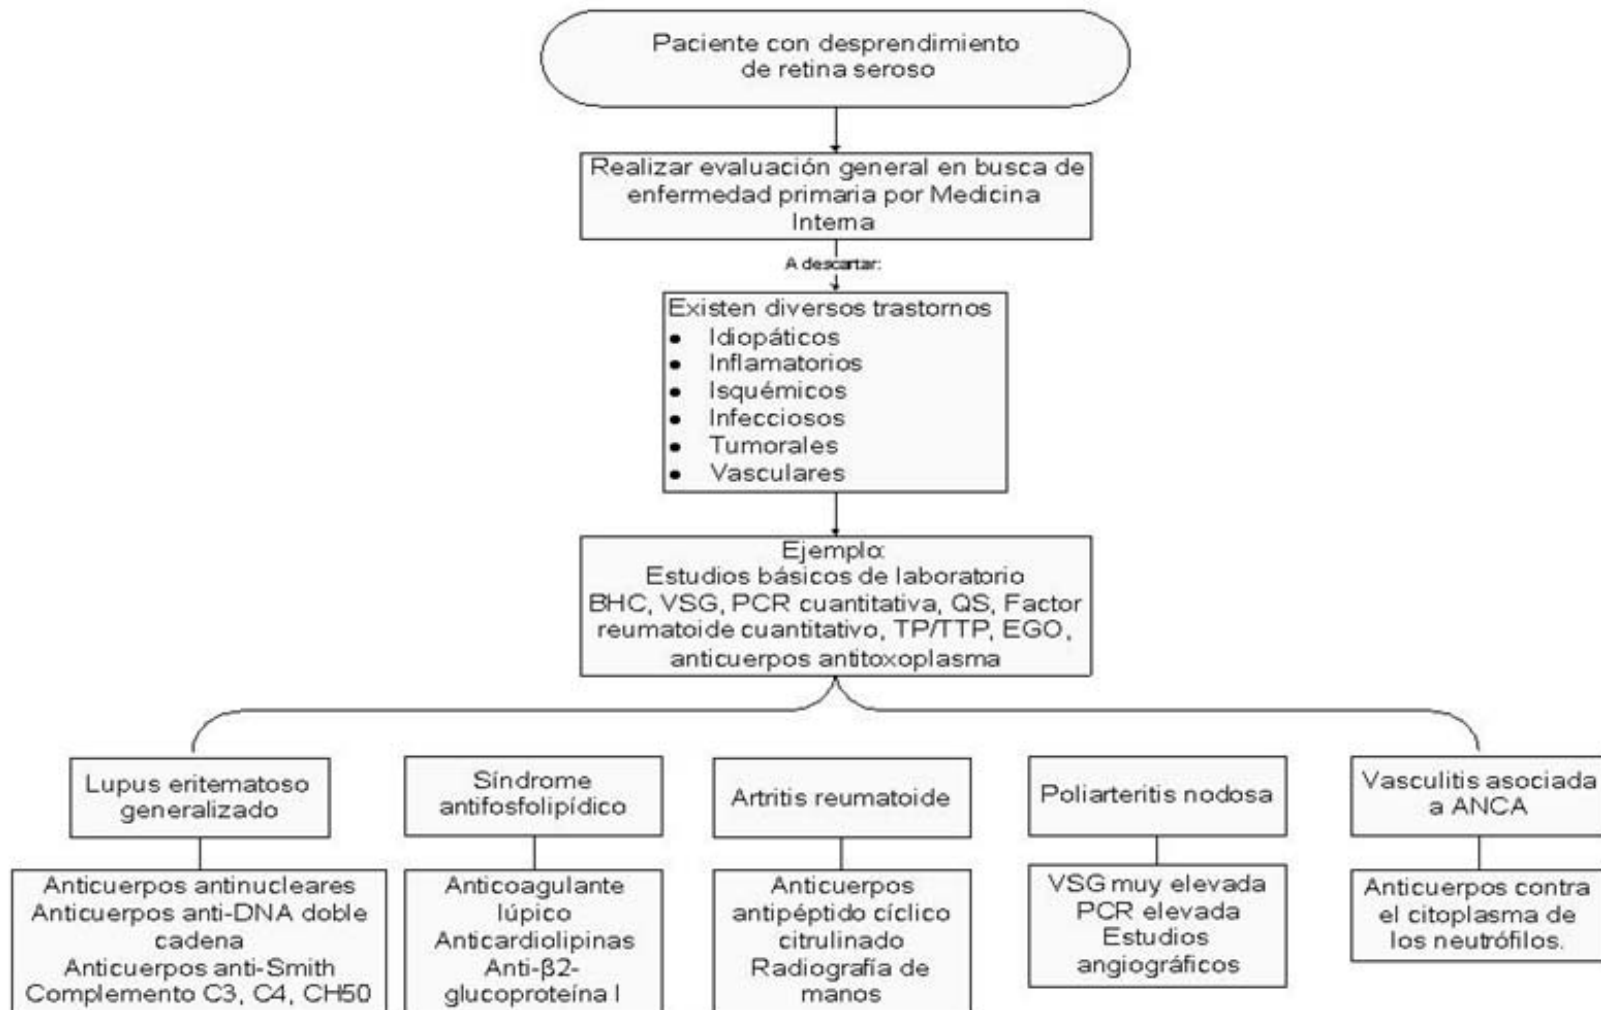 Paciente con desprendimiento
de retina seroso
Realizar evaluación general en busca de
enfermedad primaria por Medicina
Interna
A descartar:
Existen diversos trastornos
• Idiopáticos
• Inflamatorios
• Isquémicos
• Infecciosos
• Tumorales
• Vasculares
Ejemplo:
Estudios básicos de laboratorio
BHC, VSG, PCR cuantitativa, QS, Factor
reumatoide cuantitativo, TP/TTP, EGO,
anticuerpos antitoxoplasma
Lupus eritematoso
generalizado
Anticuerpos antinucleares
Anticuerpos anti-DNA doble
cadena
Anticuerpos anti-Smith
Complemento C3, C4, CH50
Síndrome
antifosfolipídico
Anticoagulante
lúpico
Anticardiolipinas
Anti-β2-
glucoproteína I
Artritis reumatoide
Anticuerpos
antipéptido cíclico
citrulinado
Radiografía de
manos
Poliarteritis nodosa
VSG muy elevada
PCR elevada
Estudios
angiográficos
Vasculitis asociada
a ANCA
Anticuerpos contra
el citoplasma de
los neutrófilos.